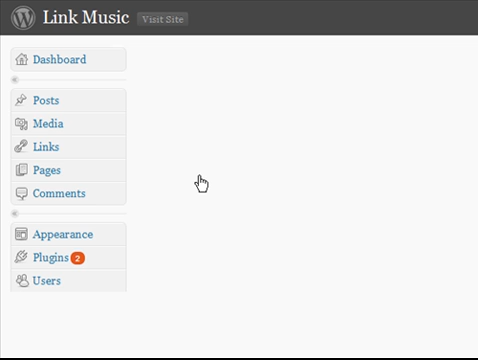 Link Music Visit Site
Dashboard
Posts
Media
Links
Pages
Comments
Appearance
Plugins 2
Users